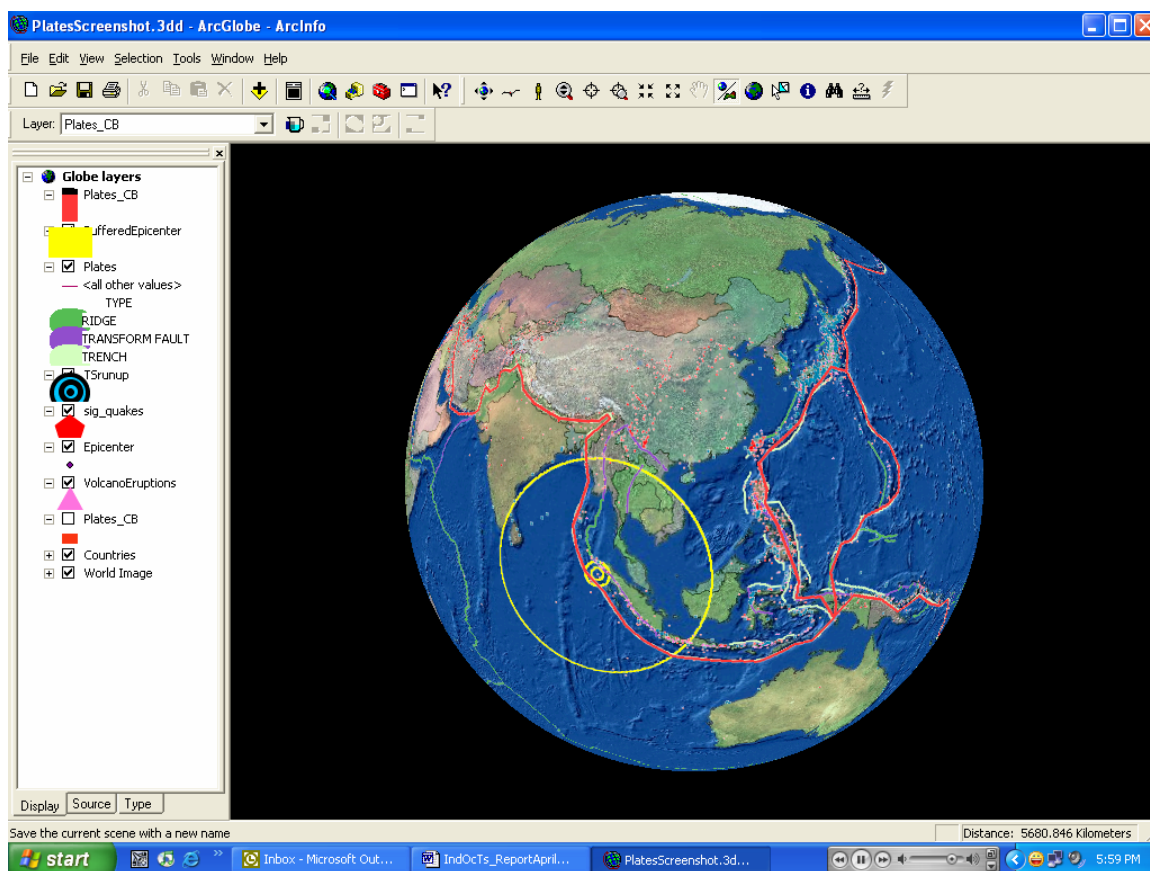 PlatesScreenshot.3dd - ArcGlobe - ArcInfo
File Edit View Selection Tools Window Help
Layer: Plates_CB
Globe layers
Plates_CB
ufferedEpicenter
Plates
<all other values>
TYPE
RIDGE
TRANSFORM FAULT
TRENCH
TSrunup
sig_quakes
Epicenter
VolcanoEruptions
Plates_CB
Countries
World Image
Display Source Type
Save the current scene with a new name
Distance: 5680.846 Kilometers
start
Inbox - Microsoft Out...
IndOcTs_ReportApril...
PlatesScreenshot.3d...
5:59 PM